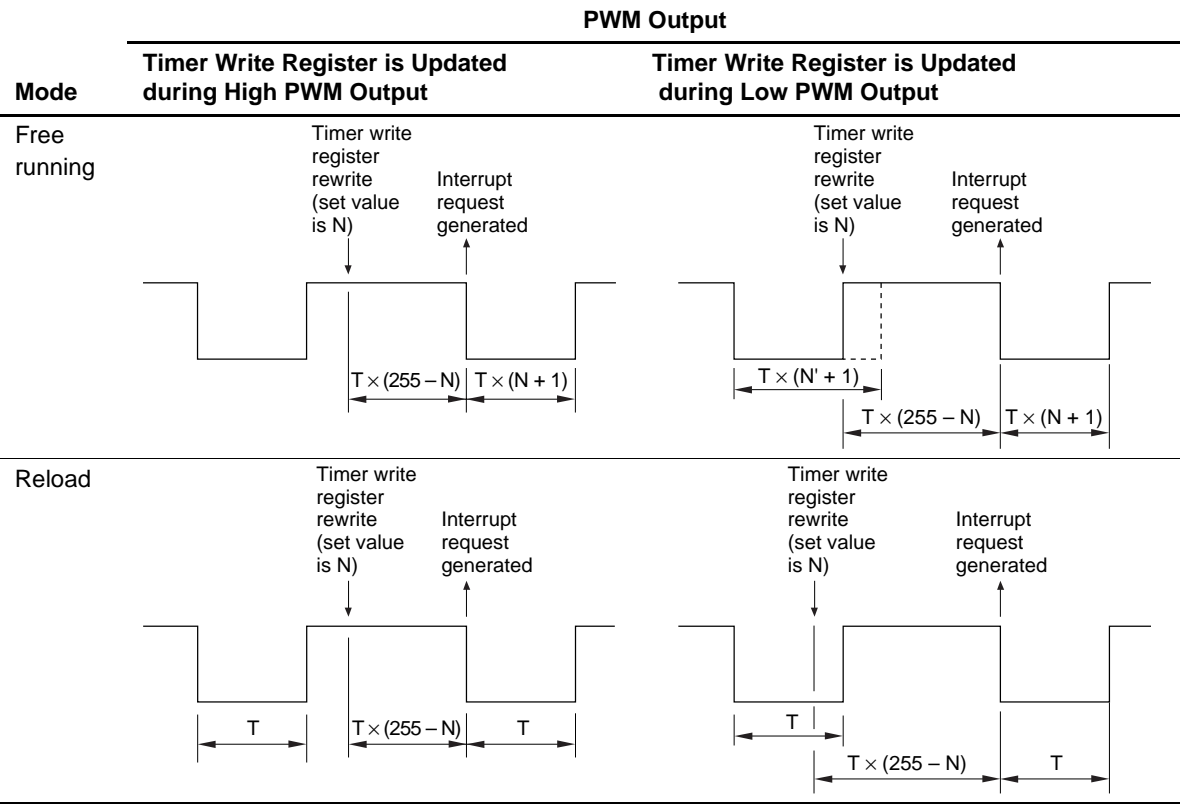 PWM Output
Mode
Timer Write Register is Updated
during High PWM Output
Timer Write Register is Updated
during Low PWM Output
Free
running
Timer write
register
rewrite
(set value
is N)
Interrupt
request
generated
T × (255 – N)
T × (N + 1)
Timer write
register
rewrite
(set value
is N)
Interrupt
request
generated
T × (N' + 1)
T × (255 – N)
T × (N + 1)
Reload
Timer write
register
rewrite
(set value
is N)
Interrupt
request
generated
T
T × (255 – N)
T
Timer write
register
rewrite
(set value
is N)
Interrupt
request
generated
T
T × (255 – N)
T